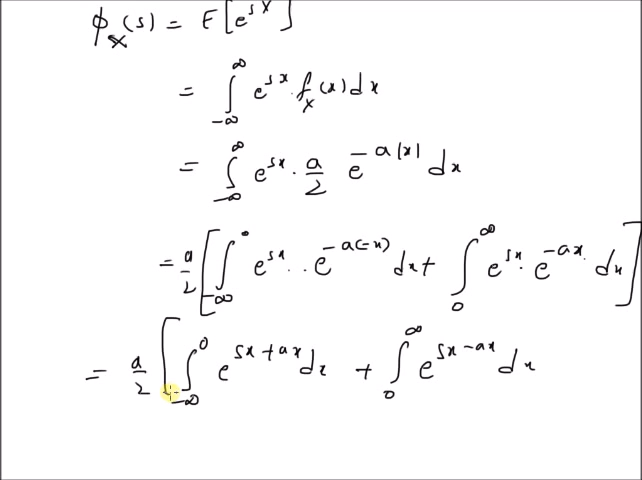 ϕ_X(s) = E[e^{sX}]
= ∫_{-∞}^{∞} e^{sx} · f_X(x) dx
= ∫_{-∞}^{∞} e^{sx} · a/2 e^{-a|x|} dx
= a/2 [ ∫_{-∞}^{0} e^{sx} · · e^{-a(-x)} dx + ∫_{0}^{∞} e^{sx} · e^{-ax} · dx ]
= a/2 [ ∫_{-∞}^{0} e^{sx+ax} dx + ∫_{0}^{∞} e^{sx-ax} dx